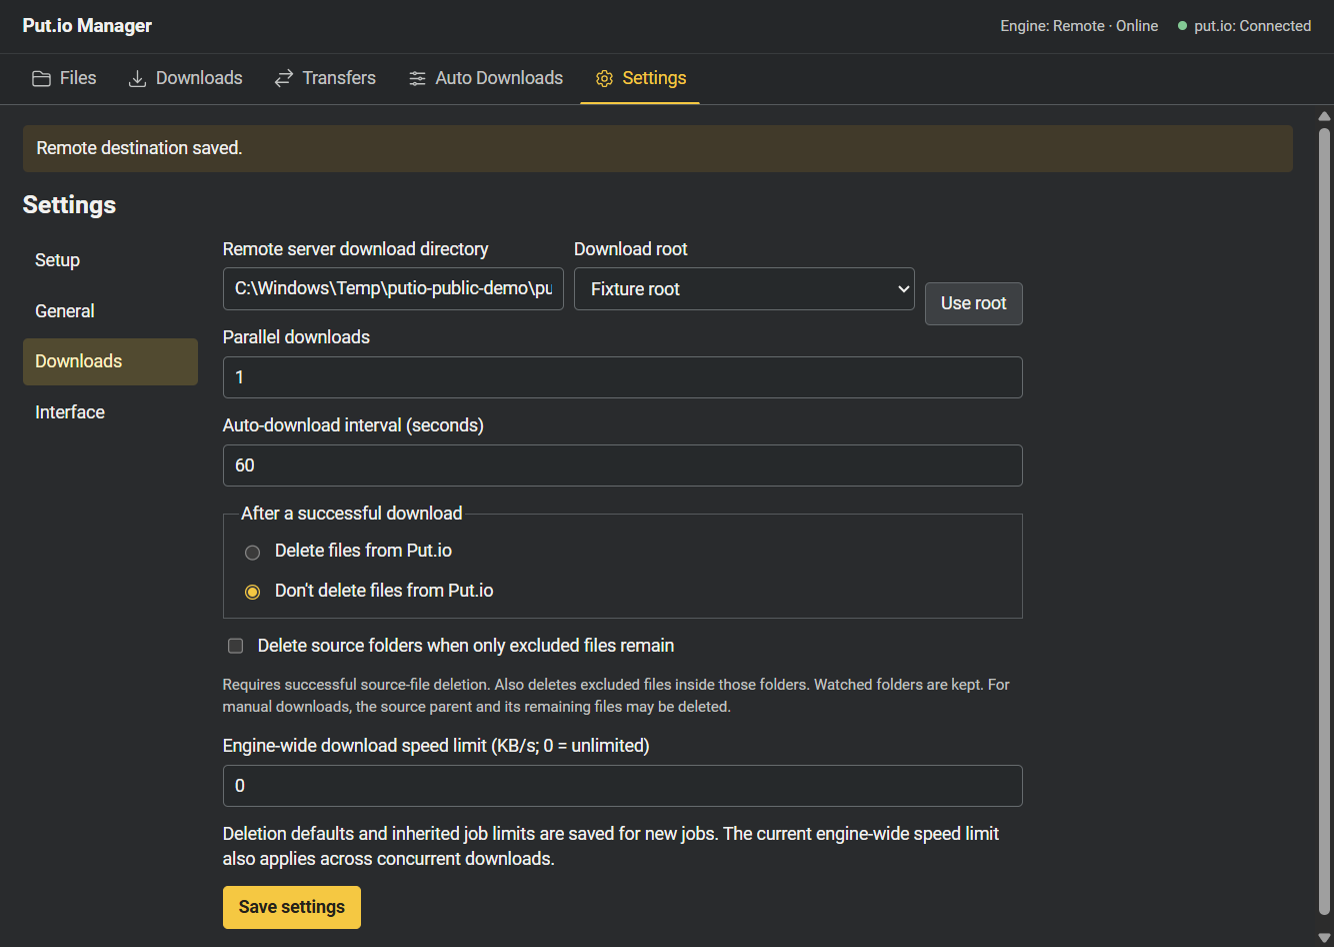 Put.io Manager
Engine: Remote · Online
put.io: Connected
Files
Downloads
Transfers
Auto Downloads
Settings
Remote destination saved.
Settings
Setup
General
Downloads
Interface
Remote server download directory
Download root
C:\Windows\Temp\putio-public-demo\pu
Fixture root
Use root
Parallel downloads
1
Auto-download interval (seconds)
60
After a successful download
Delete files from Put.io
Don't delete files from Put.io
Delete source folders when only excluded files remain
Requires successful source-file deletion. Also deletes excluded files inside those folders. Watched folders are kept. For
manual downloads, the source parent and its remaining files may be deleted.
Engine-wide download speed limit (KB/s; 0 = unlimited)
0
Deletion defaults and inherited job limits are saved for new jobs. The current engine-wide speed limit
also applies across concurrent downloads.
Save settings